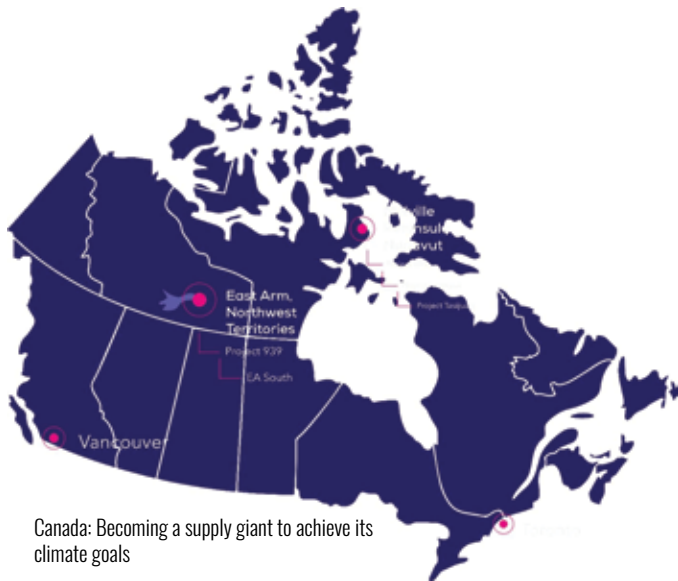 East Arm,
Northwest
Territories
Project 939
EA South
Vancouver
Canada: Becoming a supply giant to achieve its
climate goals